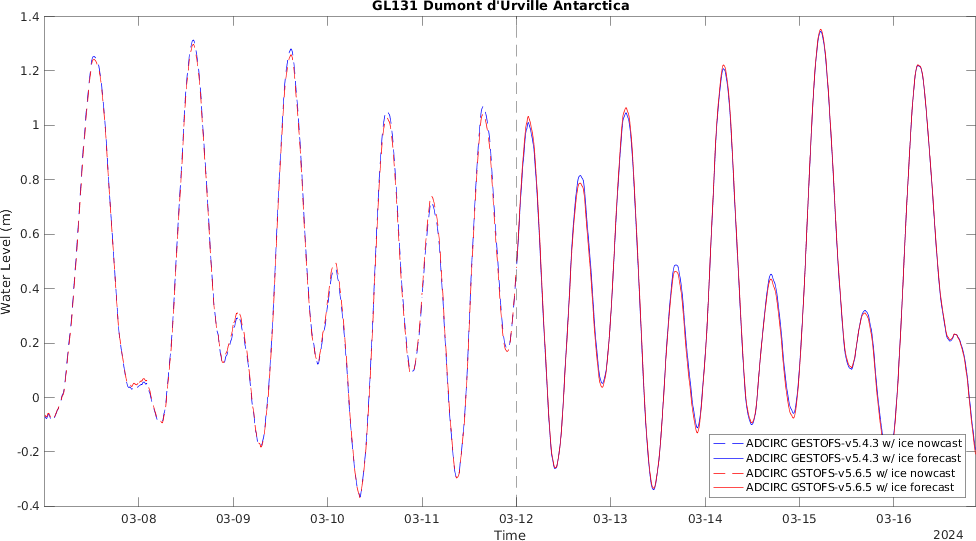 GL131 Dumont d'Urville Antarctica
1.4
1.2
1
0.8
0.6
0.4
0.2
0
-0.2
-0.4
Water Level (m)
ADCIRC GESTOFS-v5.4.3 w/ ice nowcast
ADCIRC GESTOFS-v5.4.3 w/ ice forecast
ADCIRC GSTOFS-v5.6.5 w/ ice nowcast
ADCIRC GSTOFS-v5.6.5 w/ ice forecast
03-08 03-09 03-10 03-11 03-12 03-13 03-14 03-15 03-16
Time
2024